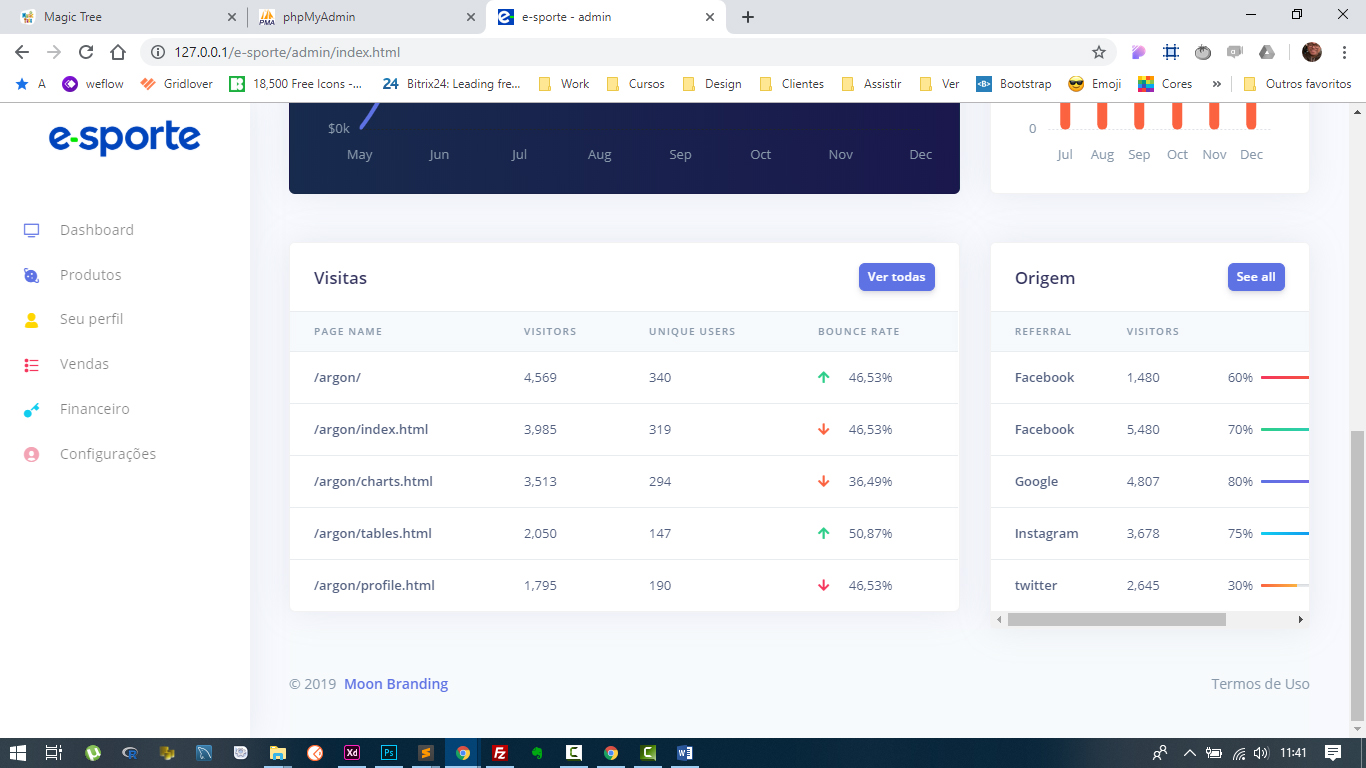 Magic Tree
PMA phpMyAdmin
e-sporte - admin
127.0.0.1/e-sporte/admin/index.html
A
weflow
Gridlover
18,500 Free Icons -...
24 Bitrix24: Leading fre...
Work
Cursos
Design
Clientes
Assistir
Ver
<B> Bootstrap
Emoji
Cores
»
Outros favoritos
e-sporte
Dashboard
Produtos
Seu perfil
Vendas
Financeiro
Configurações
$0k
May Jun Jul Aug Sep Oct Nov Dec
0
Jul Aug Sep Oct Nov Dec
Visitas
Ver todas
PAGE NAME VISITORS UNIQUE USERS BOUNCE RATE
/argon/ 4,569 340 46,53%
/argon/index.html 3,985 319 46,53%
/argon/charts.html 3,513 294 36,49%
/argon/tables.html 2,050 147 50,87%
/argon/profile.html 1,795 190 46,53%
Origem
See all
REFERRAL VISITORS
Facebook 1,480 60%
Facebook 5,480 70%
Google 4,807 80%
Instagram 3,678 75%
twitter 2,645 30%
© 2019 Moon Branding
Termos de Uso
Xd
Ps
Fz
C
C
W
11:41